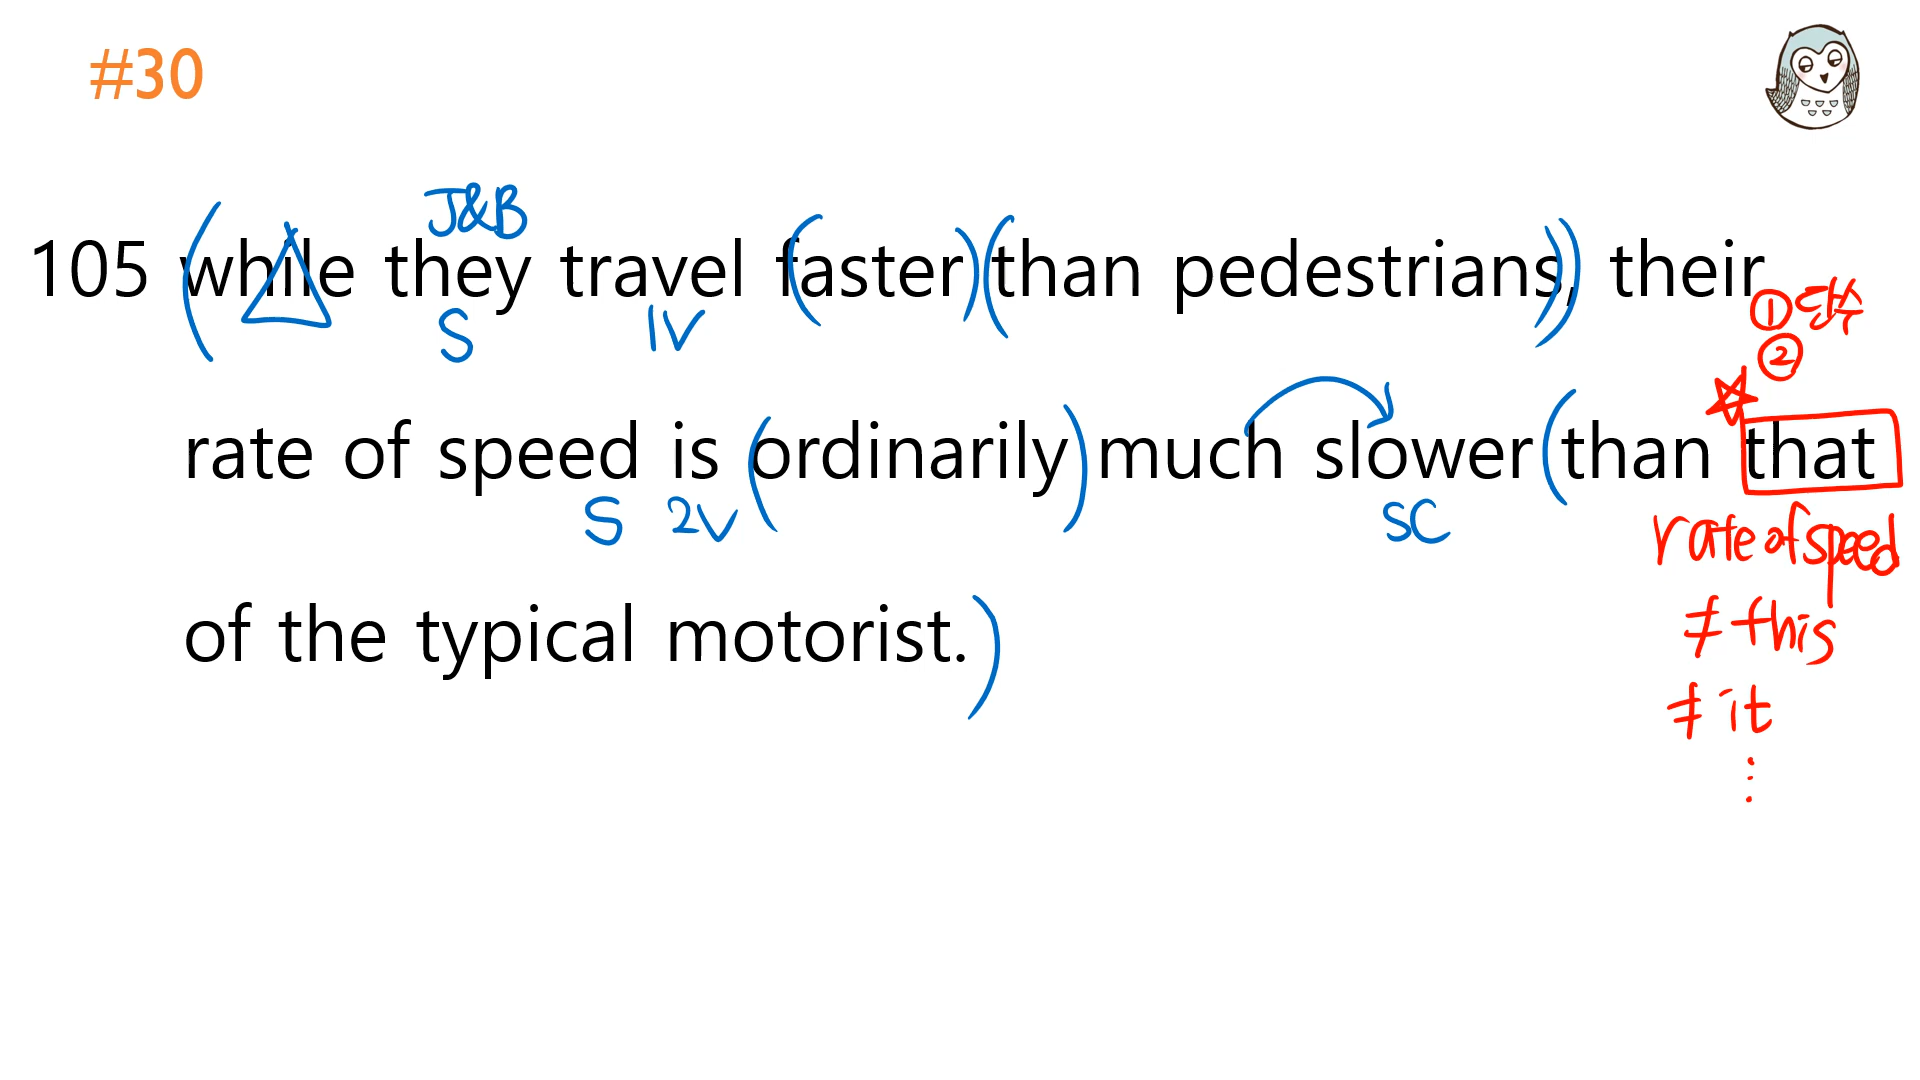 #30
J&B
105 while they travel faster than pedestrians, their
S 1V
① 단수
②
rate of speed is ordinarily much slower than that
S 2V SC
rate of speed
of the typical motorist.
≠ this
≠ it
⋮